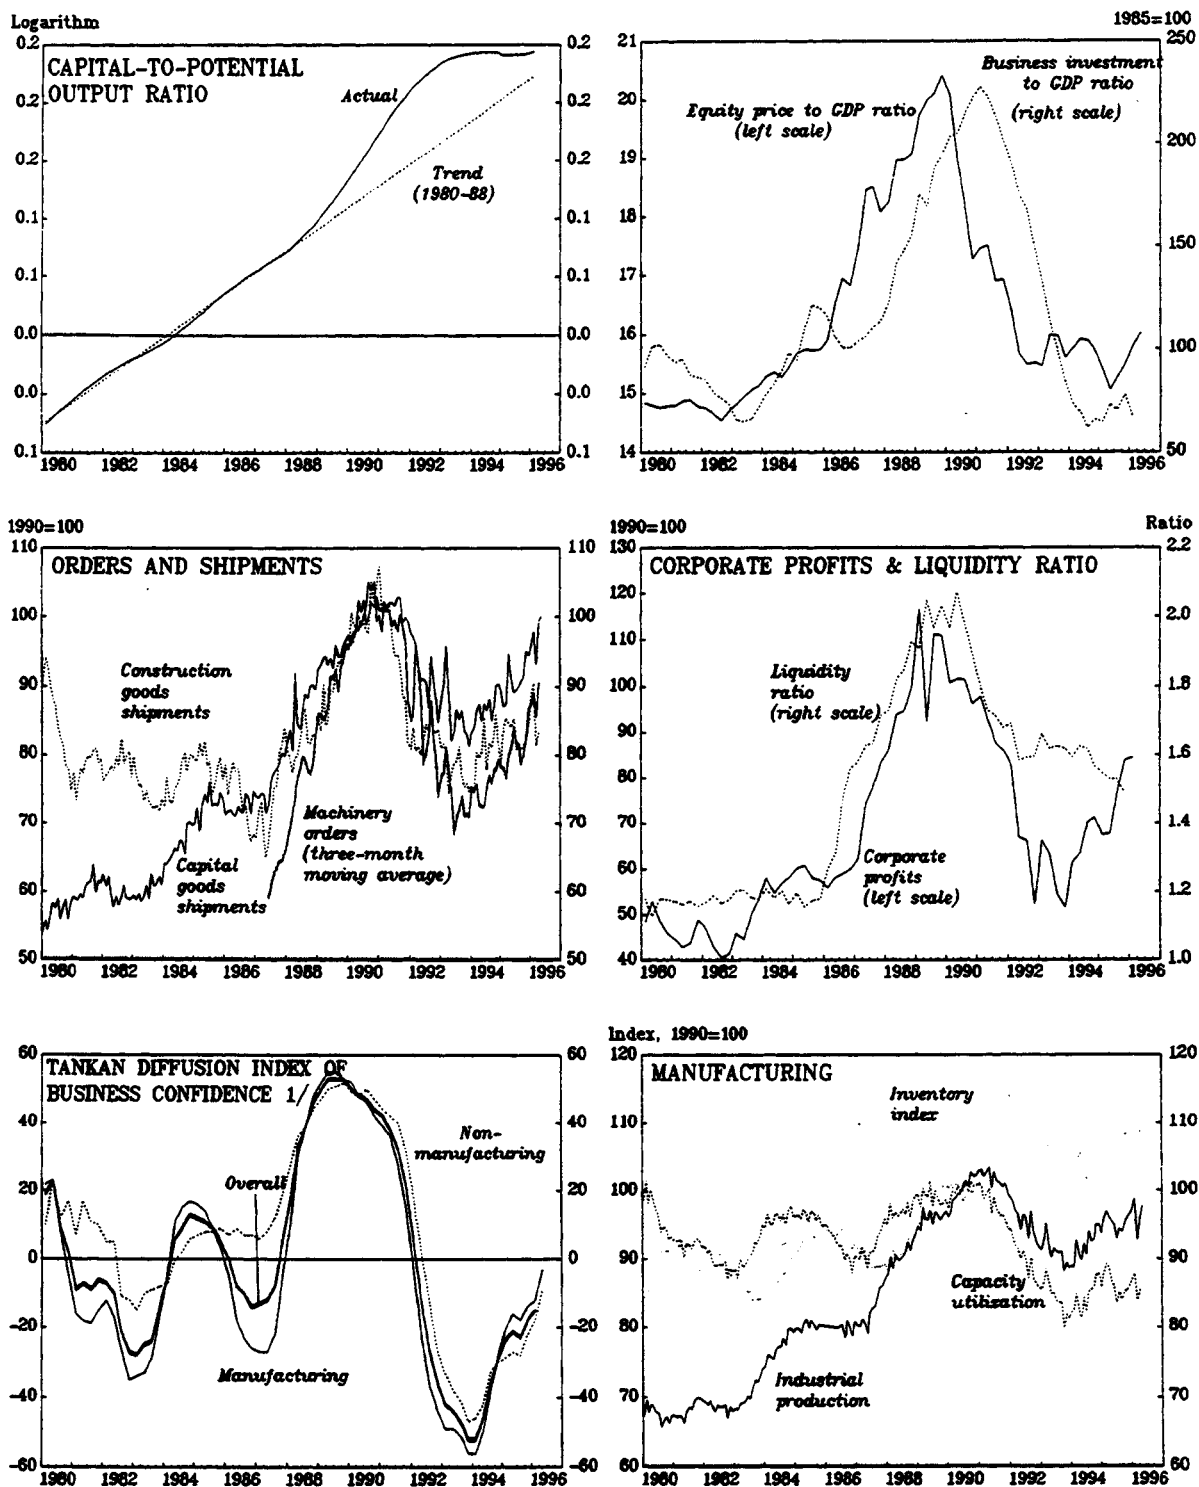 Logarithm
0.2
0.2
CAPITAL-TO-POTENTIAL
OUTPUT RATIO
Actual
0.2
0.2
0.2
0.2
Trend
(1980-88)
0.1
0.1
0.1
0.1
0.0
0.0
0.0
0.0
0.1
0.1
1980 1982 1984 1986 1988 1990 1992 1994 1996
1985=100
21
250
Business investment
to GDP ratio
(right scale)
Equity price to GDP ratio
(left scale)
20
200
19
18
150
17
16
100
15
14
50
1980 1982 1984 1986 1988 1990 1992 1994 1996
1990=100
110
110
ORDERS AND SHIPMENTS
100
100
Construction
goods
shipments
90
90
80
80
Machinery
orders
(three-month
moving average)
70
70
Capital
goods
shipments
60
60
50
50
1980 1982 1984 1986 1988 1990 1992 1994 1996
1990=100
Ratio
130
2.2
CORPORATE PROFITS & LIQUIDITY RATIO
120
2.0
110
Liquidity
ratio
(right scale)
100
1.8
90
1.6
80
70
1.4
Corporate
profits
(left scale)
60
1.2
50
40
1.0
1980 1982 1984 1986 1988 1990 1992 1994 1996
60
60
TANKAN DIFFUSION INDEX OF
BUSINESS CONFIDENCE 1/
40
40
Non-
manufacturing
Overall
20
20
0
0
-20
-20
Manufacturing
-40
-40
-60
-60
1980 1982 1984 1986 1988 1990 1992 1994 1996
Index, 1990=100
120
120
MANUFACTURING
Inventory
index
110
110
100
100
90
90
Capacity
utilization
80
80
Industrial
production
70
70
60
60
1980 1982 1984 1986 1988 1990 1992 1994 1996